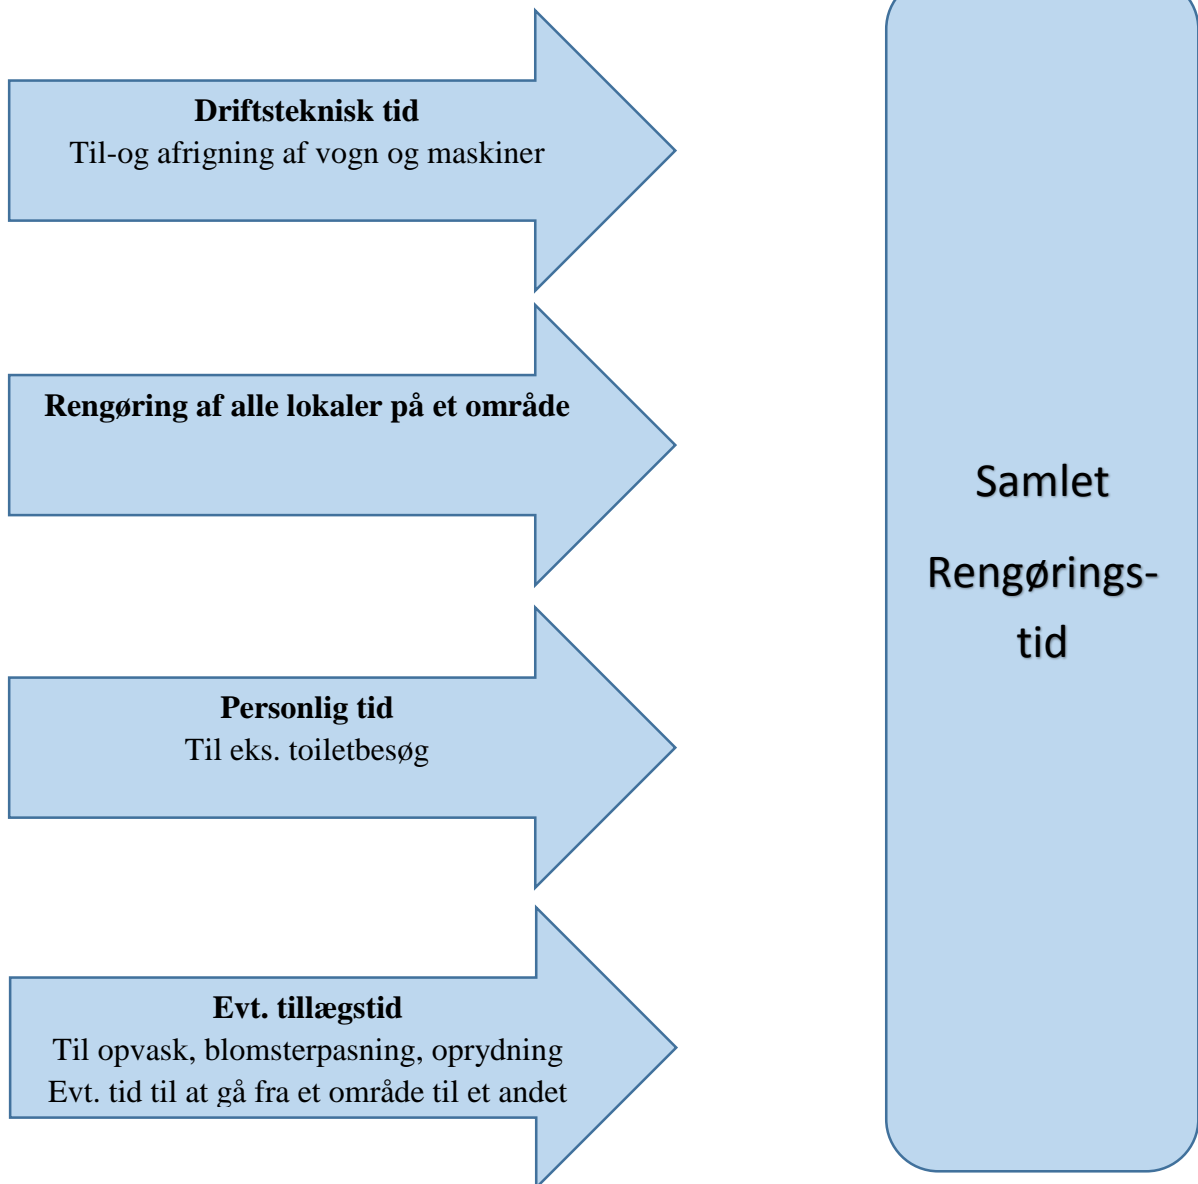 Driftsteknisk tid
Til-og afrigning af vogn og maskiner
Rengøring af alle lokaler på et område
Personlig tid
Til eks. toiletbesøg
Evt. tillægstid
Til opvask, blomsterpasning, oprydning
Evt. tid til at gå fra et område til et andet
Samlet
Rengørings-
tid